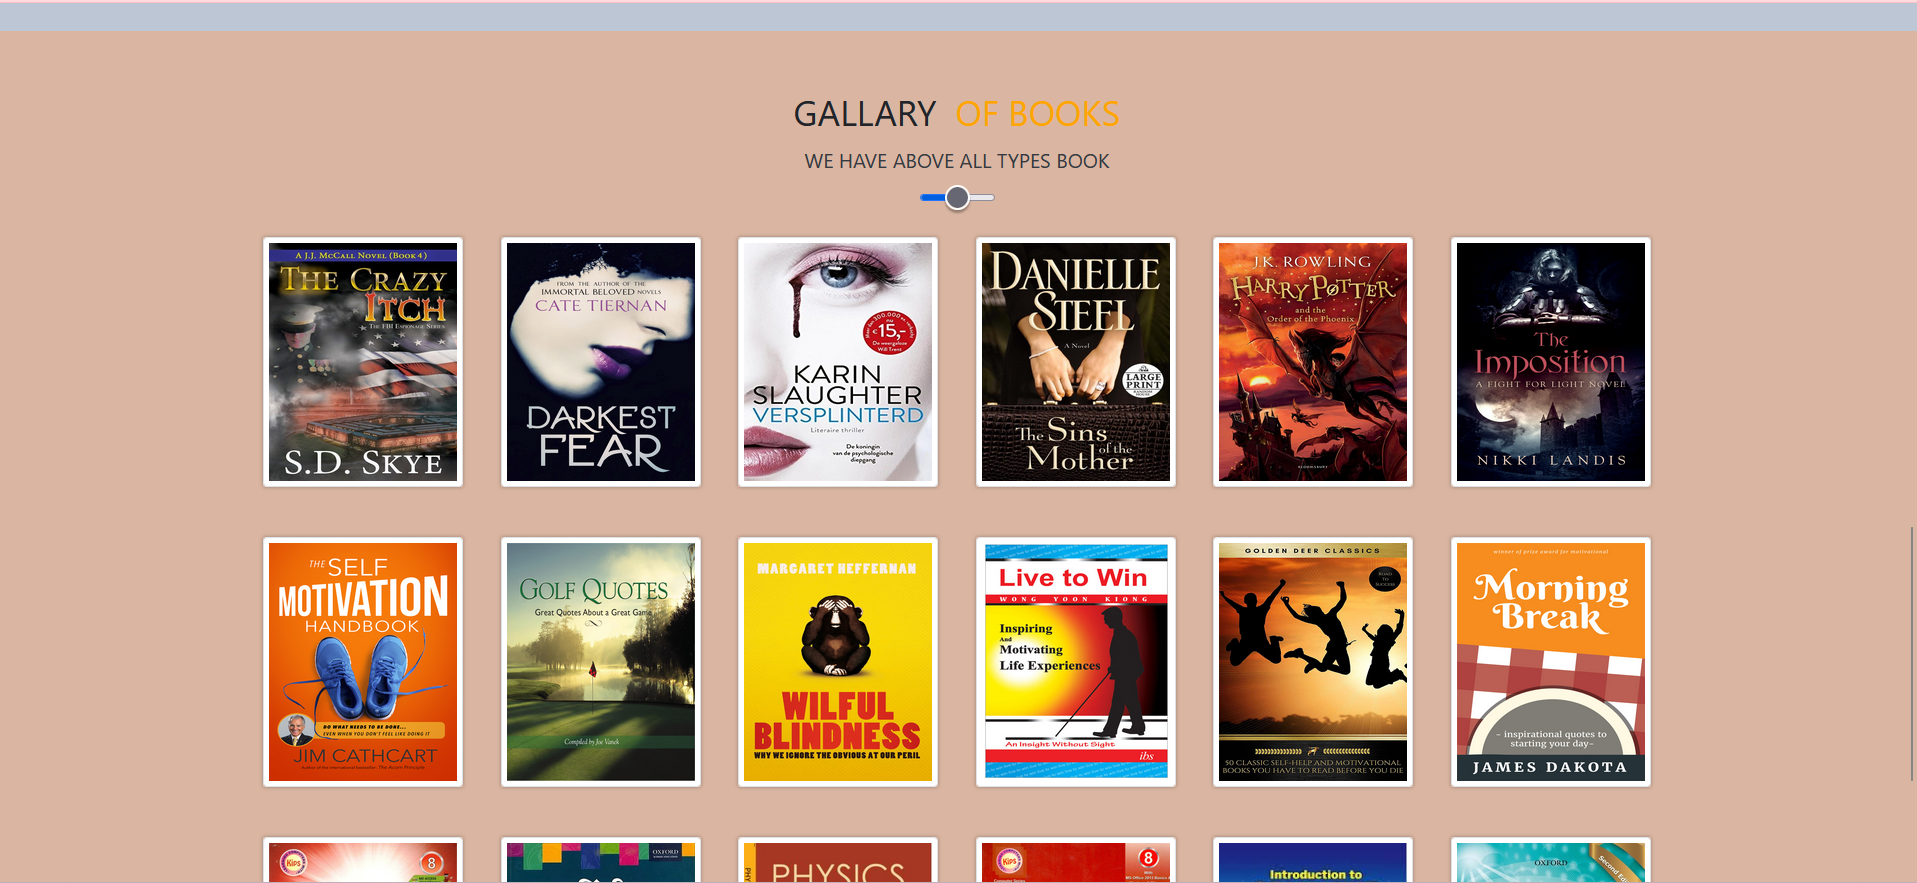 GALLARY OF BOOKS
WE HAVE ABOVE ALL TYPES BOOK
A J.J. MCCALL NOVEL (BOOK 4)
THE CRAZY
ITCH
THE FBI ESPIONAGE SERIES
S.D. SKYE
FROM THE AUTHOR OF THE
IMMORTAL BELOVED NOVELS
CATE TIERNAN
DARKEST
FEAR
nu
€15,-
De weergaloze
Will Trent
KARIN
SLAUGHTER
VERSPLINTERD
Literaire thriller
De koningin
van de psychologische
diepgang
DANIELLE
STEEL
A Novel
LARGE
PRINT
The Sins
of the
Mother
J.K. ROWLING
HARRY POTTER
and the
Order of the Phoenix
BLOOMSBURY
The
Imposition
A FIGHT FOR LIGHT NOVEL
NIKKI LANDIS
THE SELF
MOTIVATION
HANDBOOK
DO WHAT NEEDS TO BE DONE...
EVEN WHEN YOU DON'T FEEL LIKE DOING IT
JIM CATHCART
GOLF QUOTES
Great Quotes About a Great Game
Compiled by Joe Vanek
MARGARET HEFFERNAN
WILFUL
BLINDNESS
WHY WE IGNORE THE OBVIOUS AT OUR PERIL
Live to Win
WONG YOON KIONG
Inspiring
And
Motivating
Life Experiences
An Insight Without Sight
ibs
GOLDEN DEER CLASSICS
ROAD
TO
SUCCESS
50 CLASSIC SELF-HELP AND MOTIVATIONAL
BOOKS YOU HAVE TO READ BEFORE YOU DIE
winner of prize award for motivational
Morning
Break
- inspirational quotes to
starting your day-
JAMES DAKOTA
Kips
8
OXFORD
PHYSICS
Kips
8
Introduction to
OXFORD